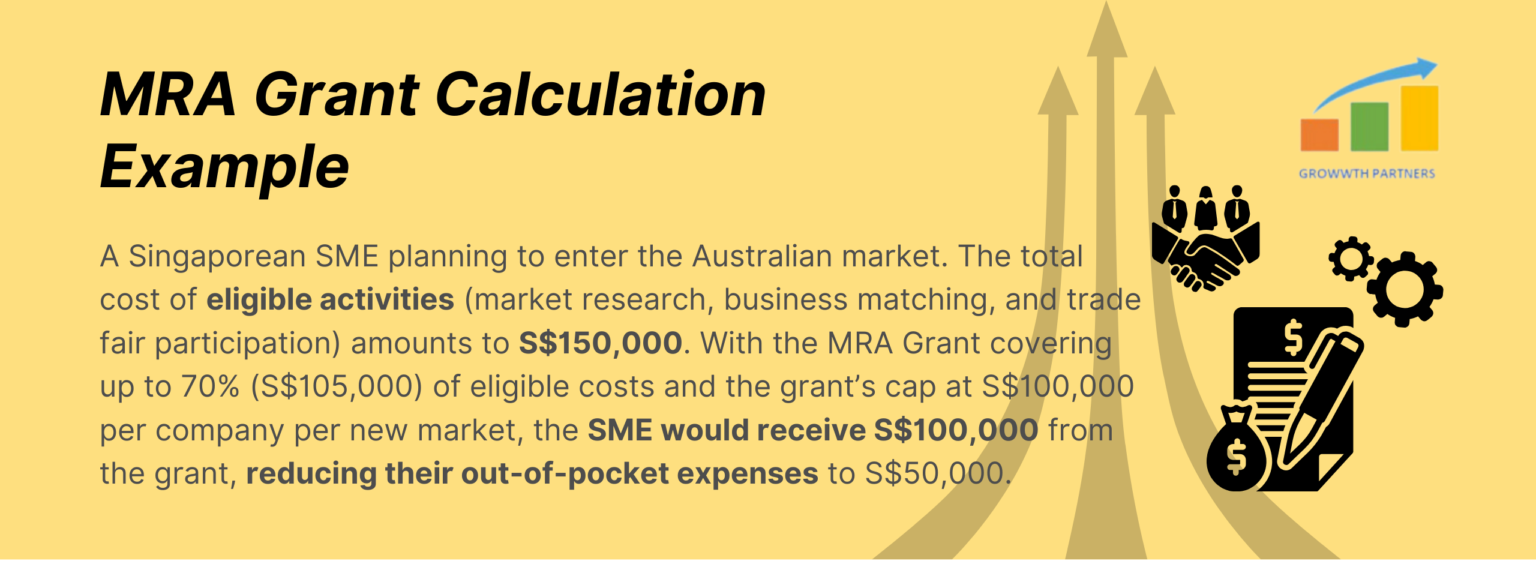 MRA Grant Calculation
Example
GROWWTH PARTNERS
A Singaporean SME planning to enter the Australian market. The total
cost of eligible activities (market research, business matching, and trade
fair participation) amounts to S$150,000. With the MRA Grant covering
up to 70% (S$105,000) of eligible costs and the grant’s cap at S$100,000
per company per new market, the SME would receive S$100,000 from
the grant, reducing their out-of-pocket expenses to S$50,000.
$
$